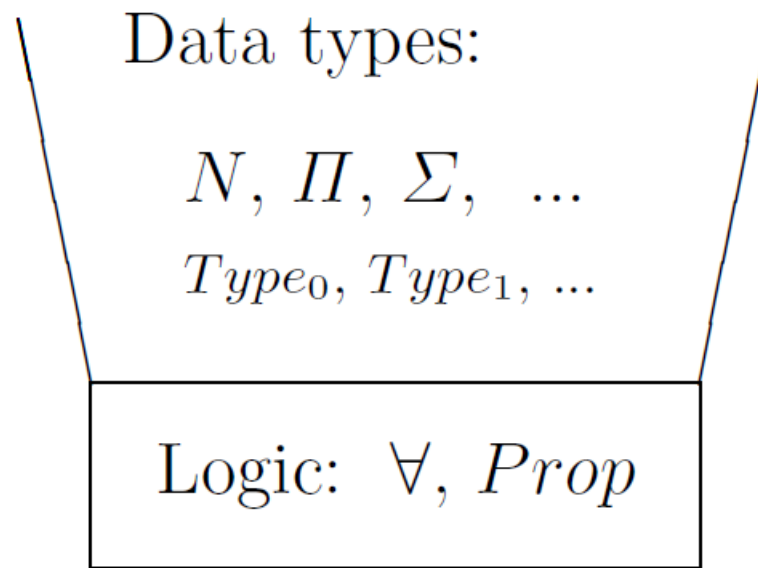 Data types:
N, Π, Σ, ...
Type₀, Type₁, ...
Logic: ∀, Prop